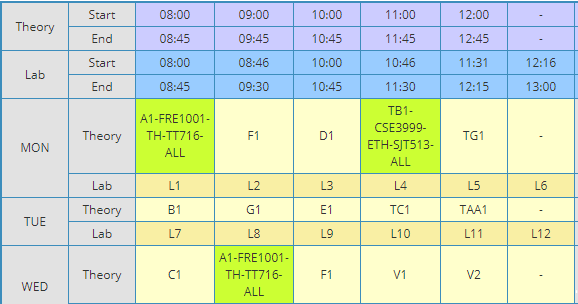 Theory Start 08:00 09:00 10:00 11:00 12:00 -
End 08:45 09:45 10:45 11:45 12:45 -
Lab Start 08:00 08:46 10:00 10:46 11:31 12:16
End 08:45 09:30 10:45 11:30 12:15 13:00
MON Theory A1-FRE1001-
TH-TT716-
ALL F1 D1 TB1-
CSE3999-
ETH-SJT513-
ALL TG1 -
Lab L1 L2 L3 L4 L5 L6
TUE Theory B1 G1 E1 TC1 TAA1 -
Lab L7 L8 L9 L10 L11 L12
WED Theory C1 A1-FRE1001-
TH-TT716-
ALL F1 V1 V2 -